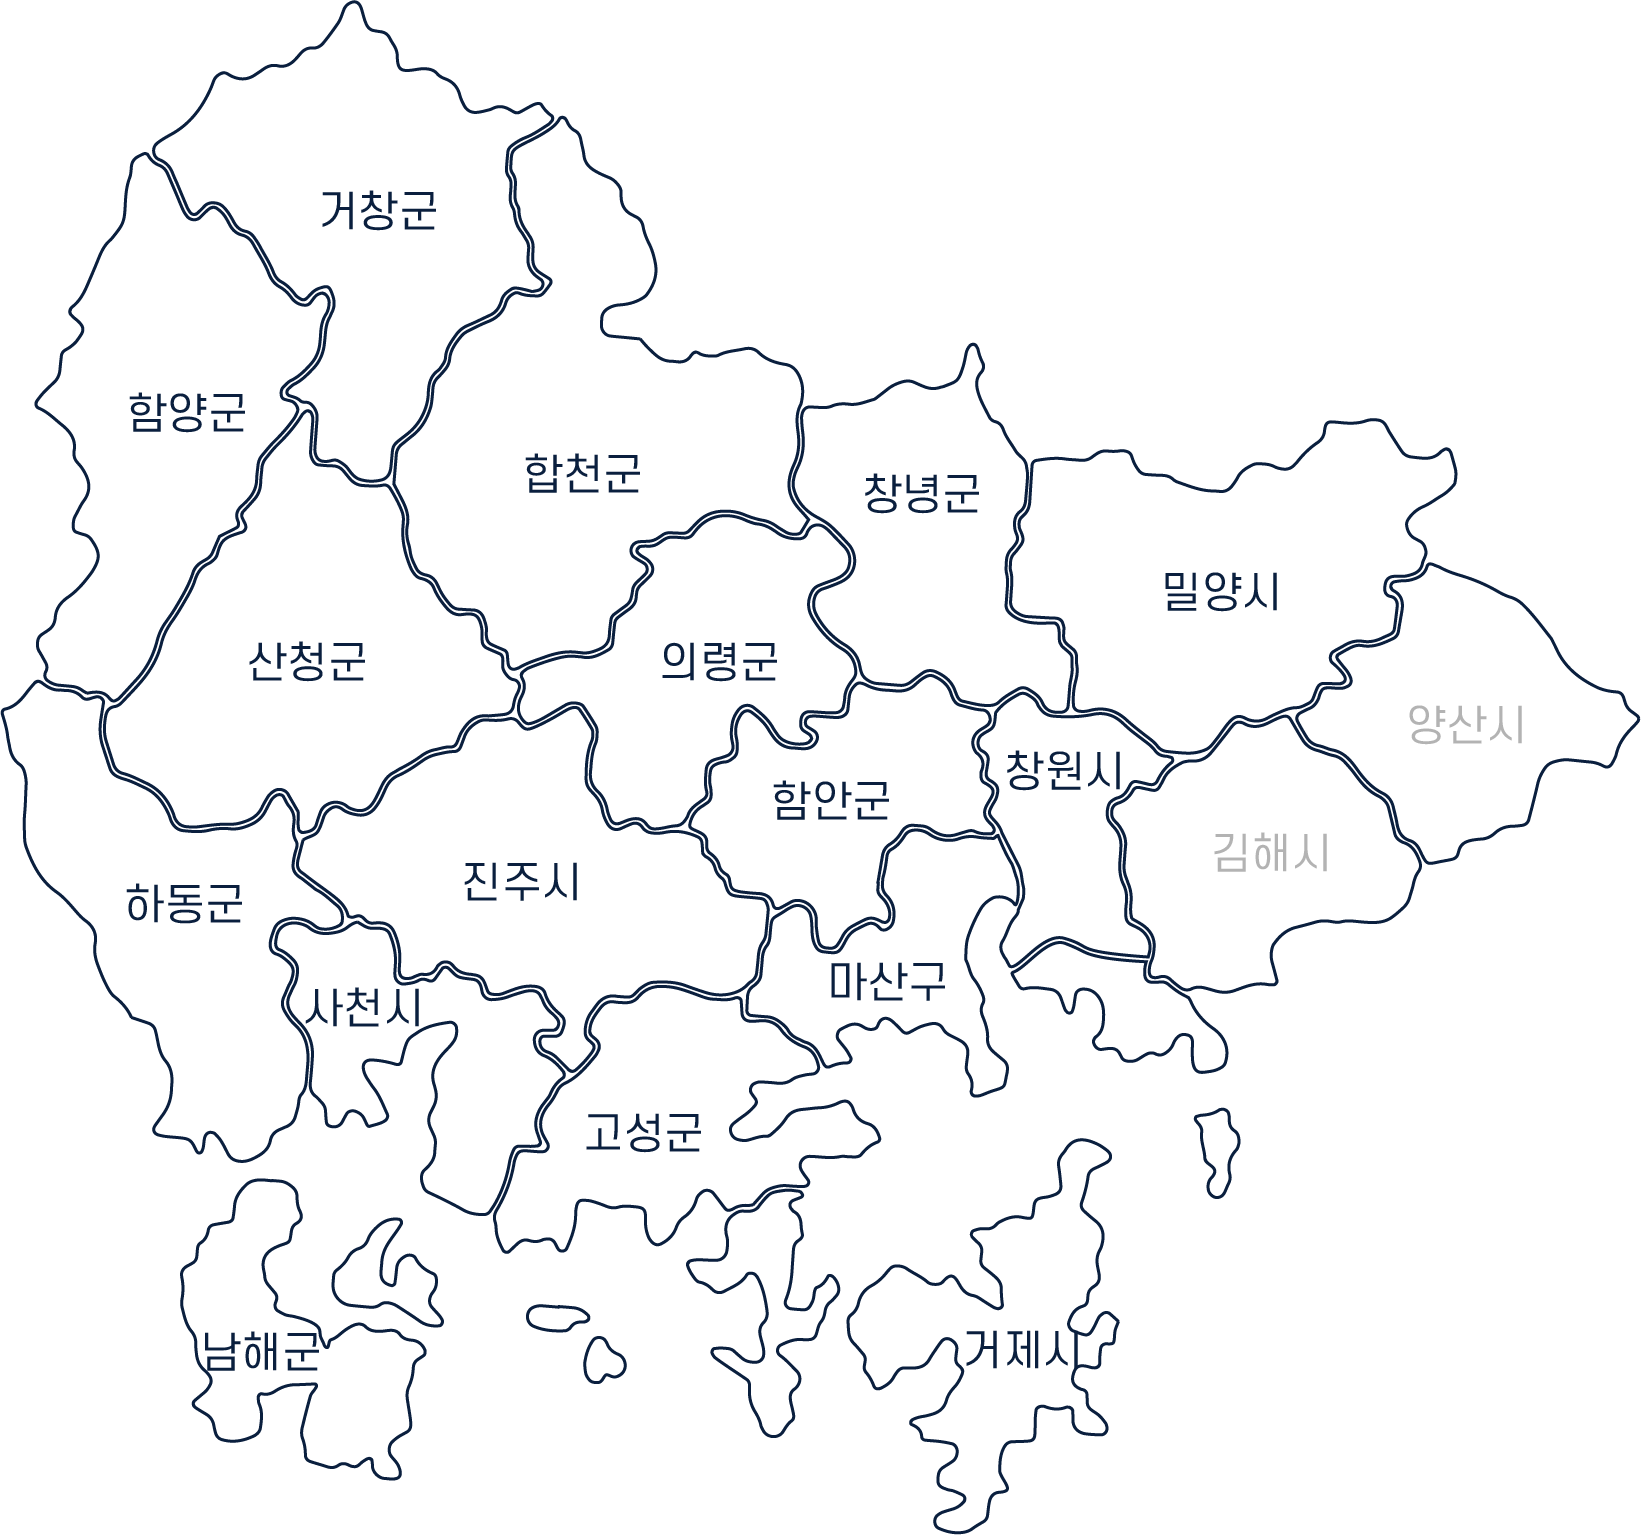 거창군
함양군
합천군
창녕군
밀양시
산청군
의령군
양산시
창원시
함안군
김해시
진주시
하동군
마산구
사천시
고성군
남해군
거제시